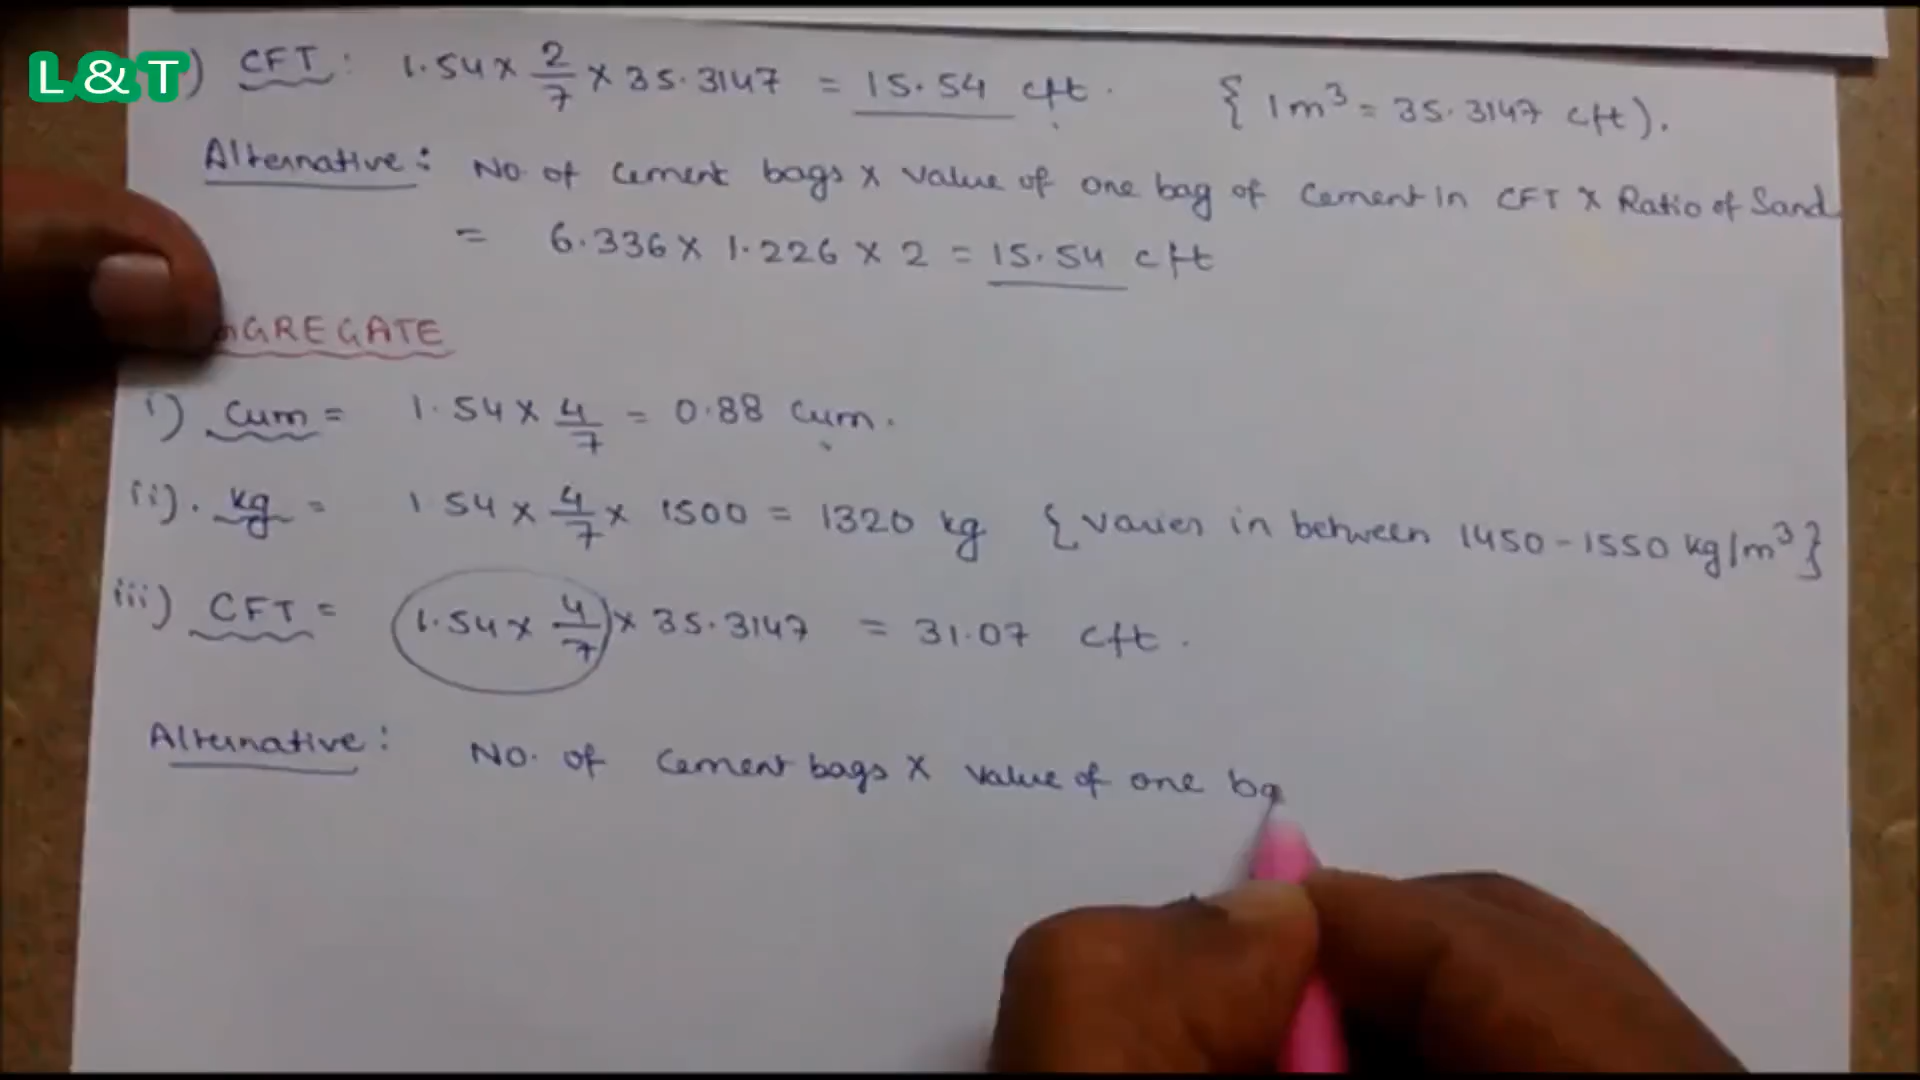 L & T
) CFT : 1.54 × 2/7 × 35.3147 = 15.54 cft. { 1m³ = 35.3147 cft).
Alternative : No of cement bags × value of one bag of cement in CFT × Ratio of Sand
= 6.336 × 1.226 × 2 = 15.54 cft
GREGATE
i) Cum = 1.54 × 4/7 = 0.88 Cum.
ii). kg = 1.54 × 4/7 × 1500 = 1320 kg { varies in between 1450-1550 kg/m³}
iii) CFT = 1.54 × 4/7 × 35.3147 = 31.07 cft.
Alternative : No. of cement bags × value of one ba